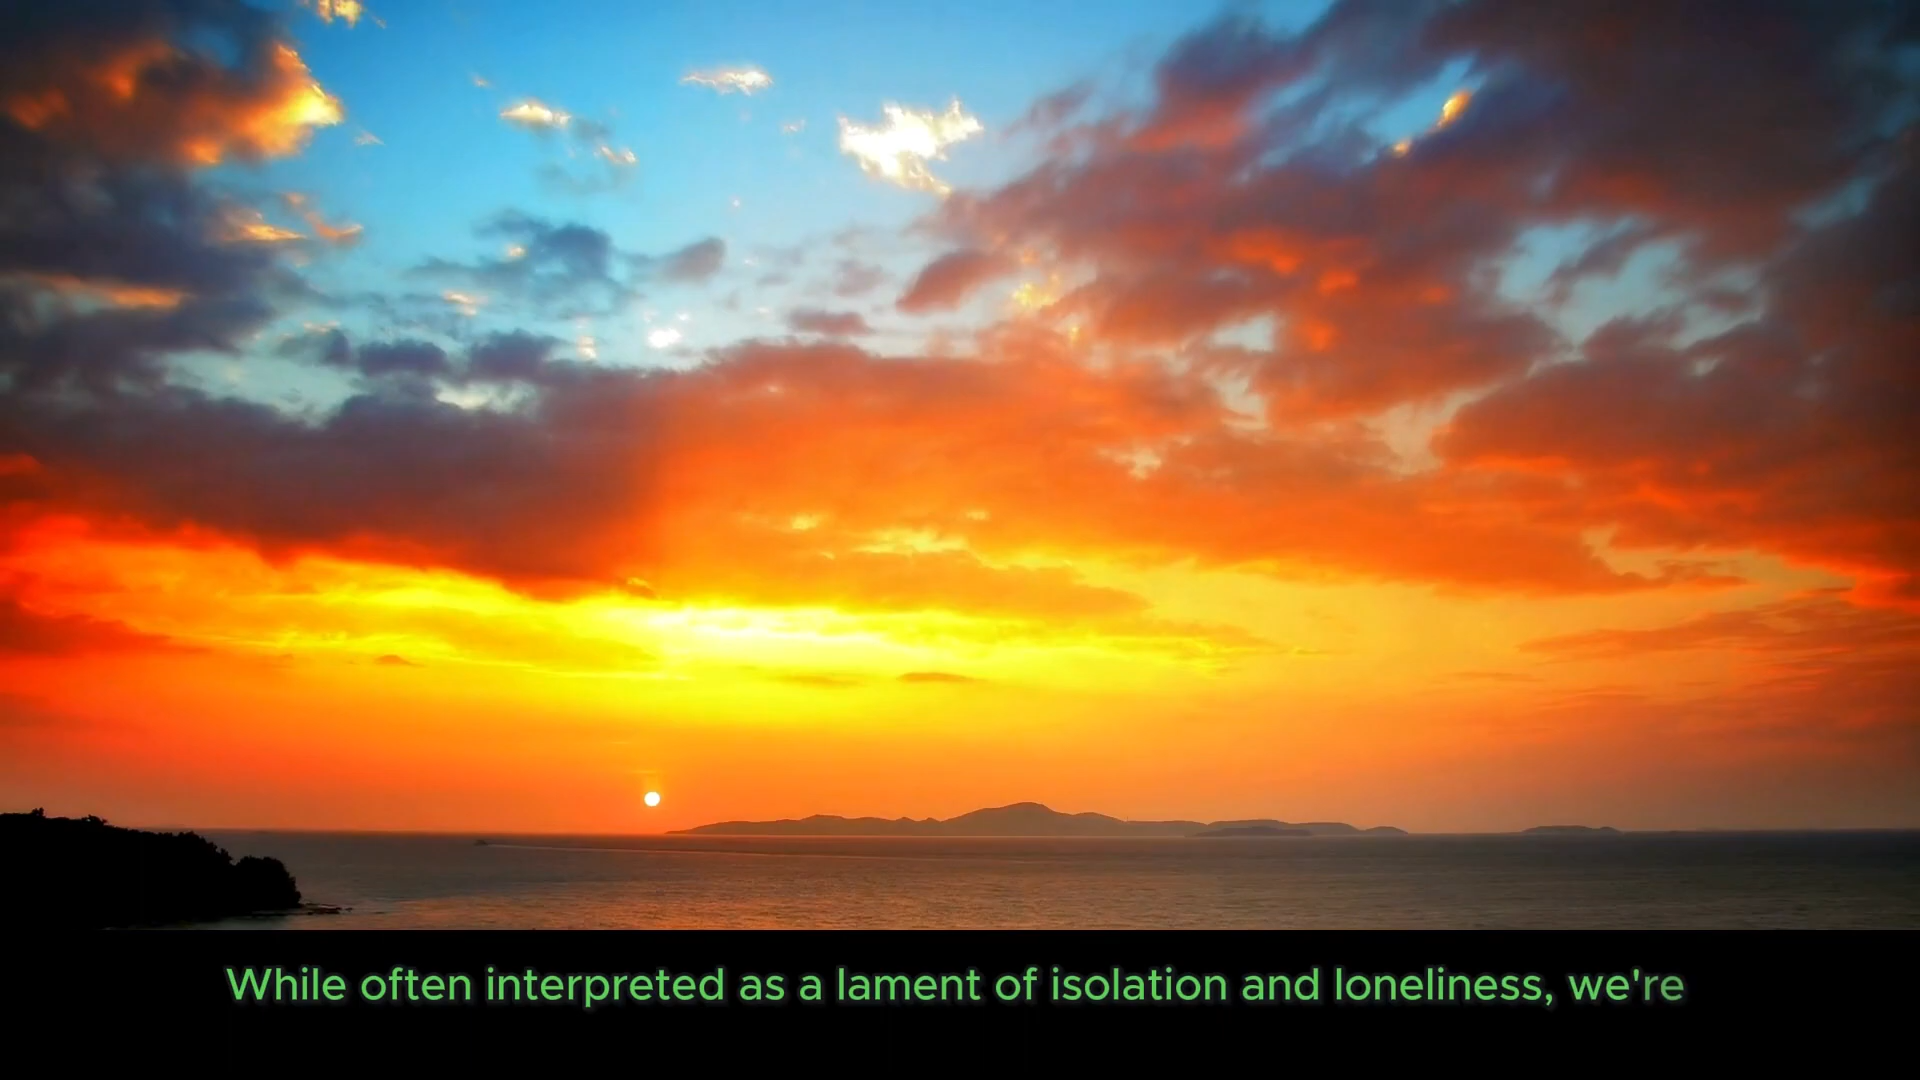 While often interpreted as a lament of isolation and loneliness, we're